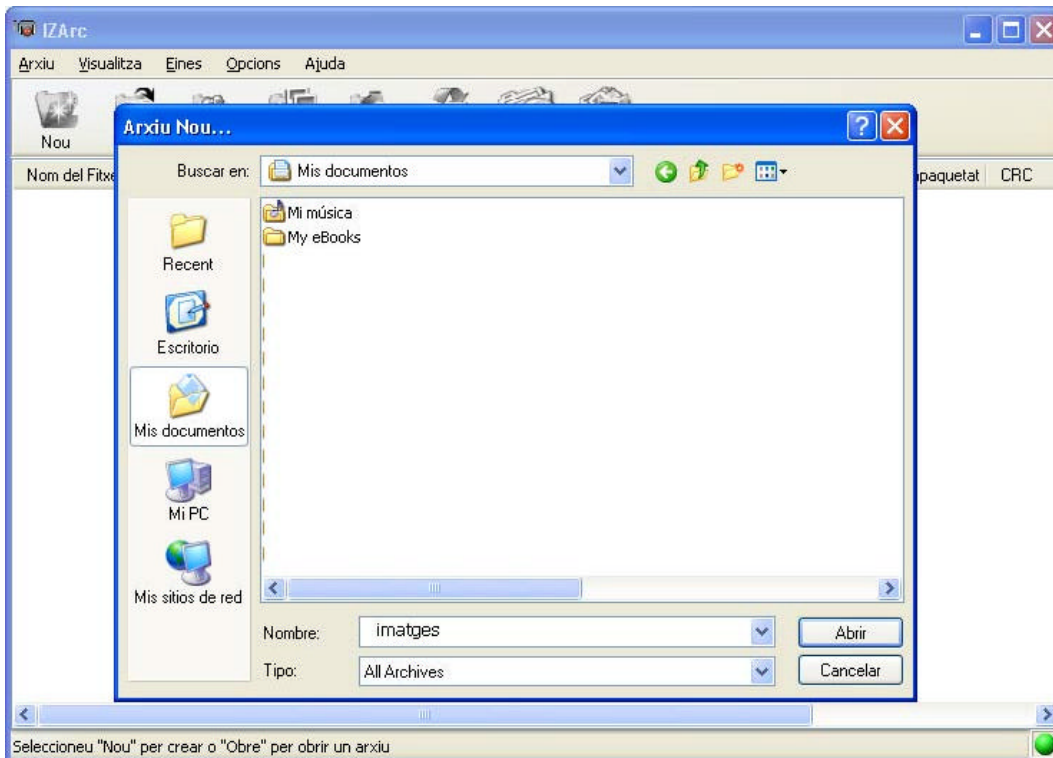 IZArc
Arxiu Visualitza Eines Opcions Ajuda
Nou
Arxiu Nou...
Buscar en: Mis documentos
Nom del Fitxe
paquetat CRC
Mi música
My eBooks
Recent
Escritorio
Mis documentos
Mi PC
Mis sitios de red
Nombre: imatges Abrir
Tipo: All Archives Cancelar
Seleccioneu "Nou" per crear o "Obre" per obrir un arxiu